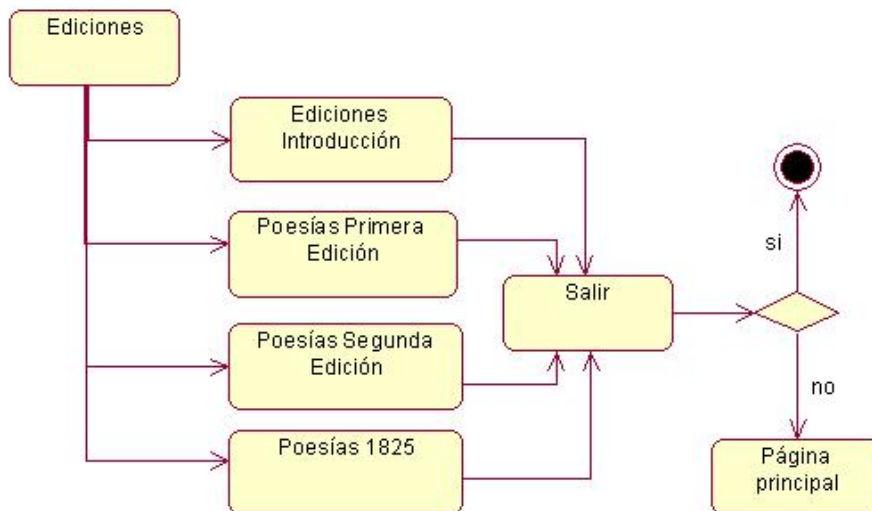 Ediciones
Ediciones
Introducción
Poesías Primera
Edición
Poesías Segunda
Edición
Poesías 1825
Salir
si
no
Página
principal